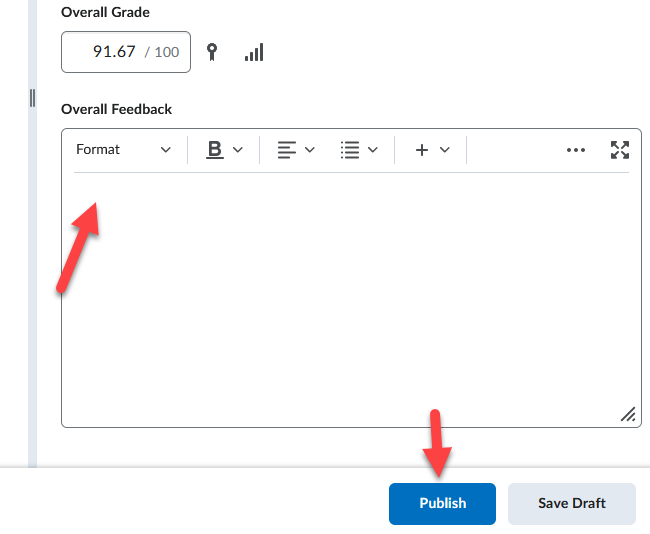 Overall Grade
91.67 / 100
Overall Feedback
Format B
Publish Save Draft